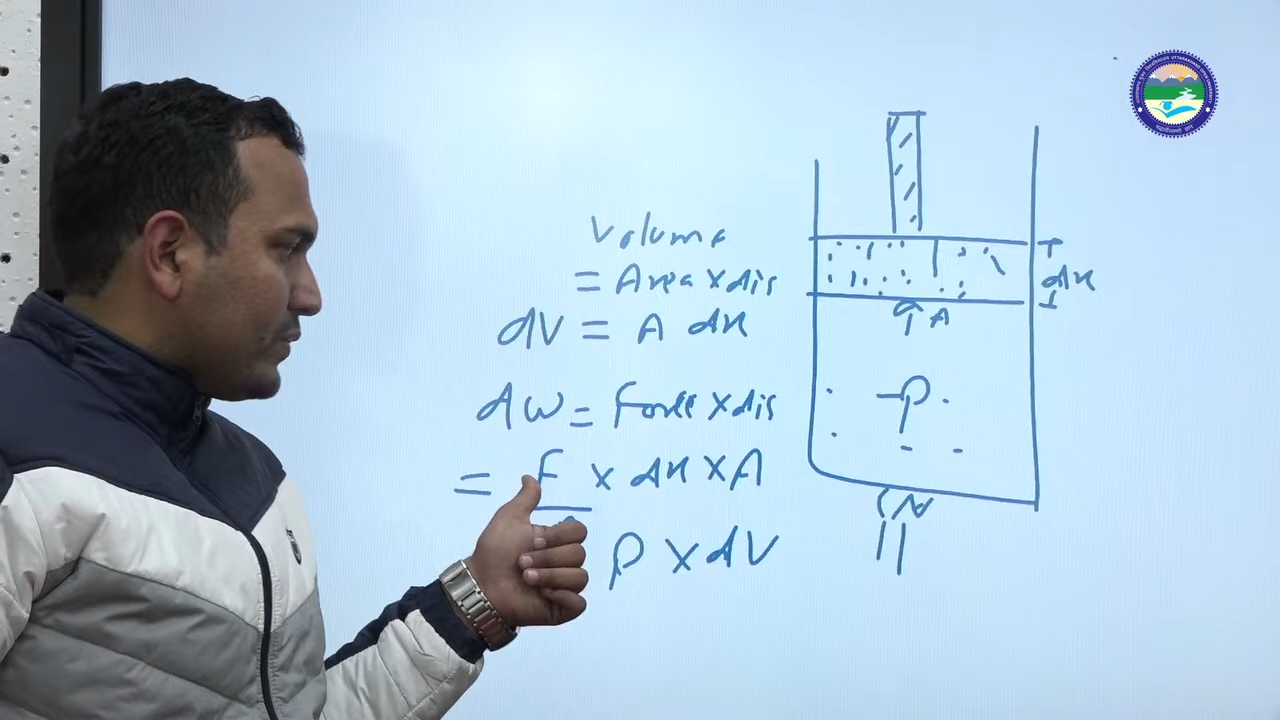 Volume
= Area × dis
dV = A dx
dW = Force × dis
= F × dx × A
P × dV
dx
A
P